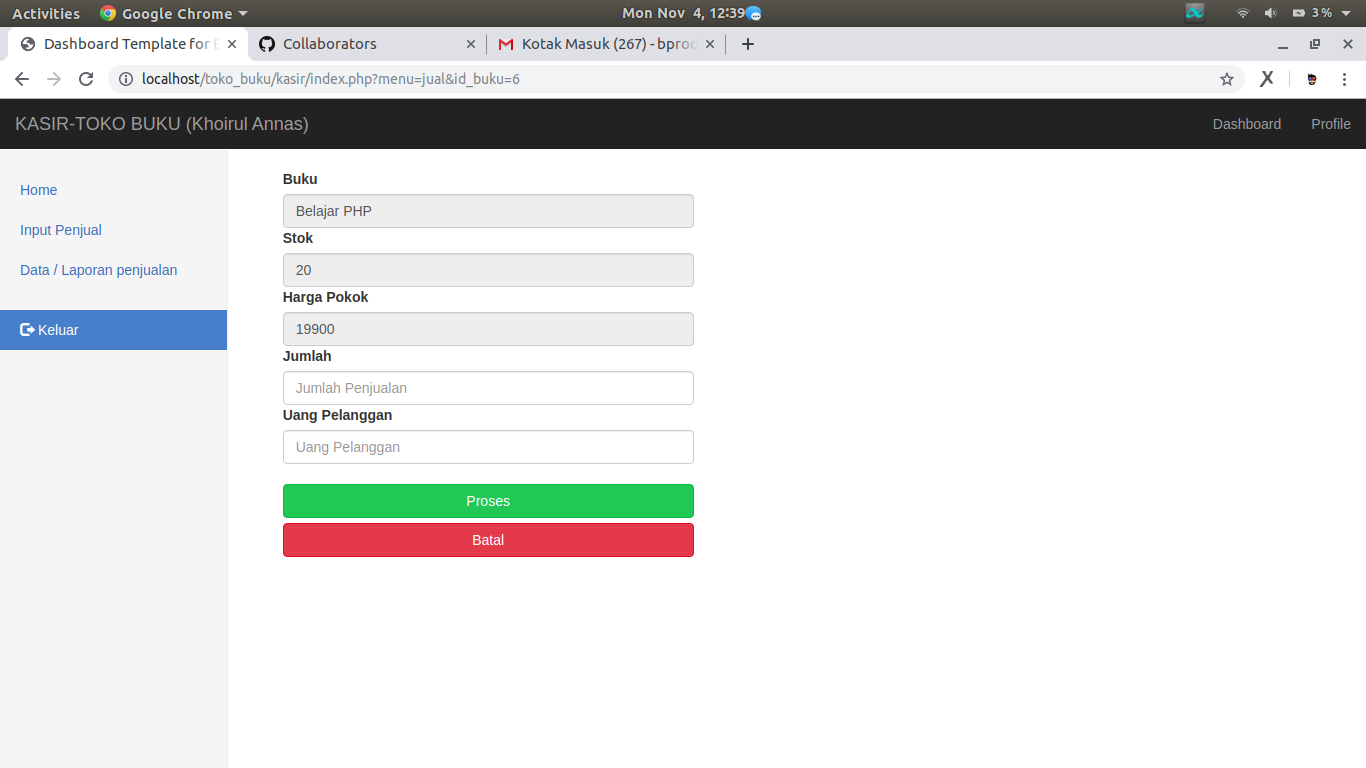 Activities Google Chrome Mon Nov 4, 12:39 3 %
Dashboard Template for Collaborators Kotak Masuk (267) - bprod
localhost/toko_buku/kasir/index.php?menu=jual&id_buku=6
KASIR-TOKO BUKU (Khoirul Annas) Dashboard Profile
Home
Input Penjual
Data / Laporan penjualan
Keluar
Buku
Belajar PHP
Stok
20
Harga Pokok
19900
Jumlah
Jumlah Penjualan
Uang Pelanggan
Uang Pelanggan
Proses
Batal